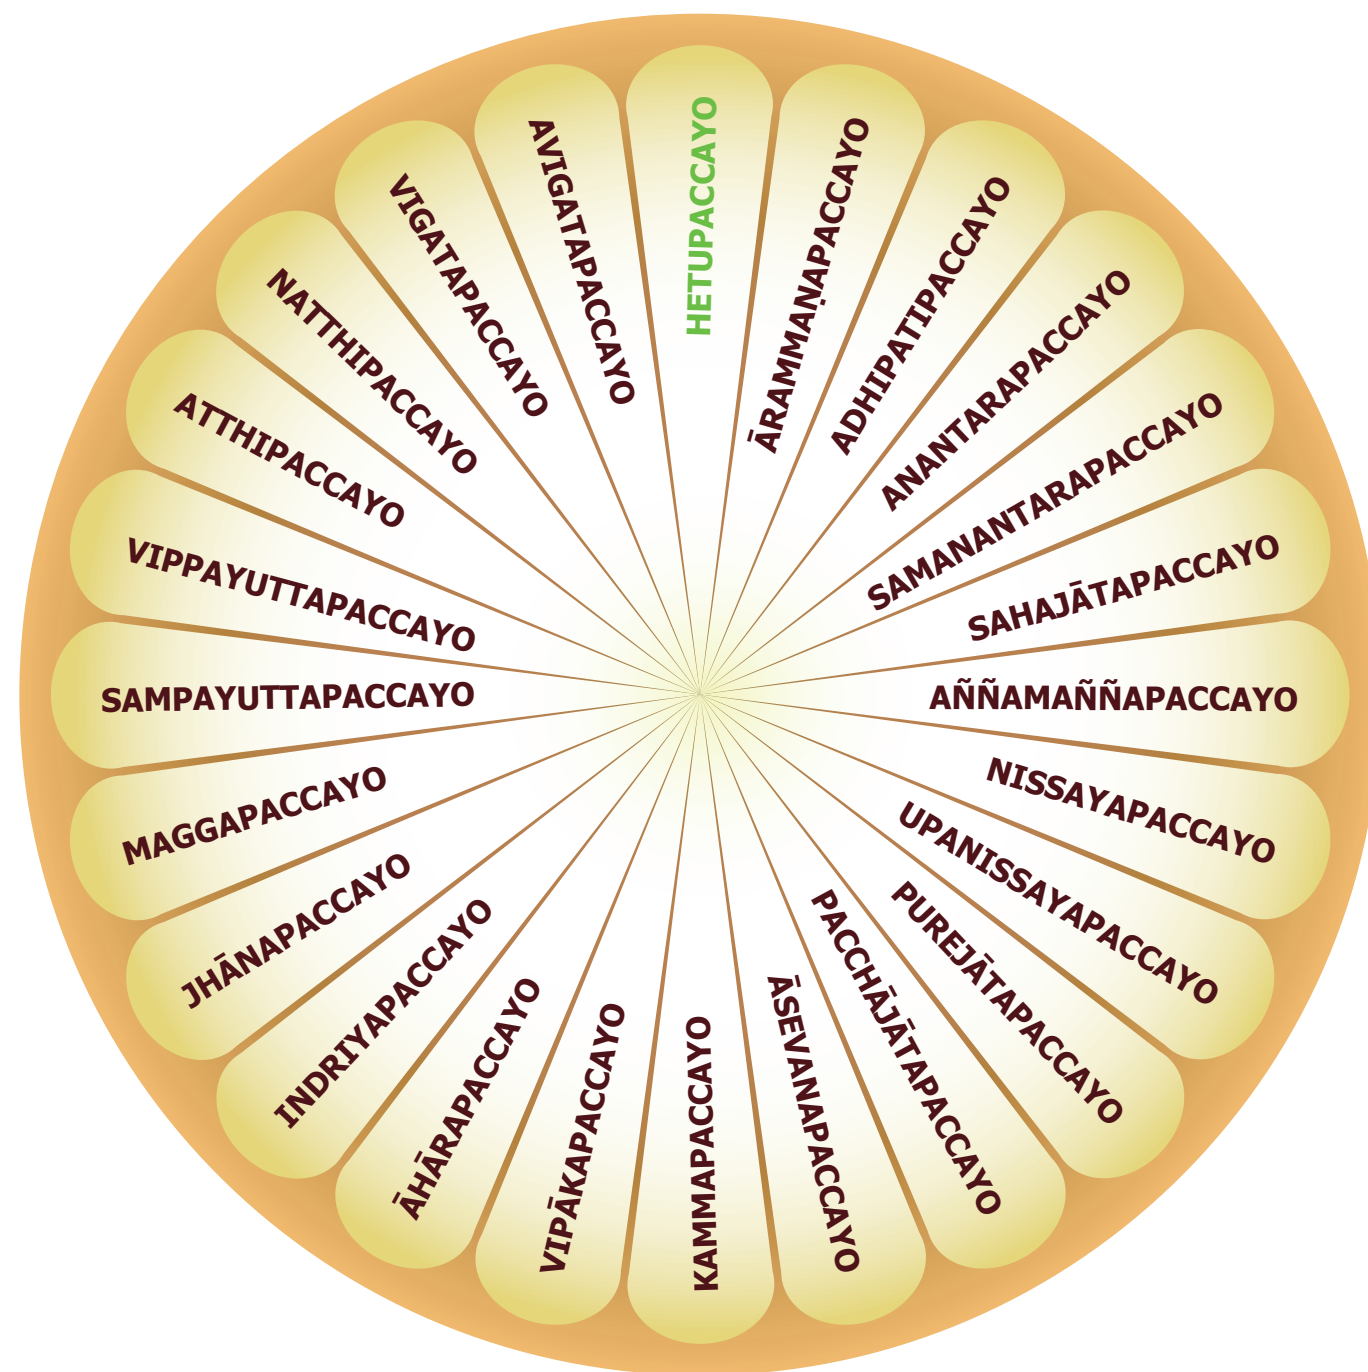 HETUPACCAYO
ĀRAMMAṆAPACCAYO
ADHIPATIPACCAYO
ANANTARAPACCAYO
SAMANANTARAPACCAYO
SAHAJĀTAPACCAYO
AÑÑAMAÑÑAPACCAYO
NISSAYAPACCAYO
UPANISSAYAPACCAYO
PUREJĀTAPACCAYO
PACCHĀJĀTAPACCAYO
ĀSEVANAPACCAYO
KAMMAPACCAYO
VIPĀKAPACCAYO
ĀHĀRAPACCAYO
INDRIYAPACCAYO
JHĀNAPACCAYO
MAGGAPACCAYO
SAMPAYUTTAPACCAYO
VIPPAYUTTAPACCAYO
ATTHIPACCAYO
NATTHIPACCAYO
VIGATAPACCAYO
AVIGATAPACCAYO